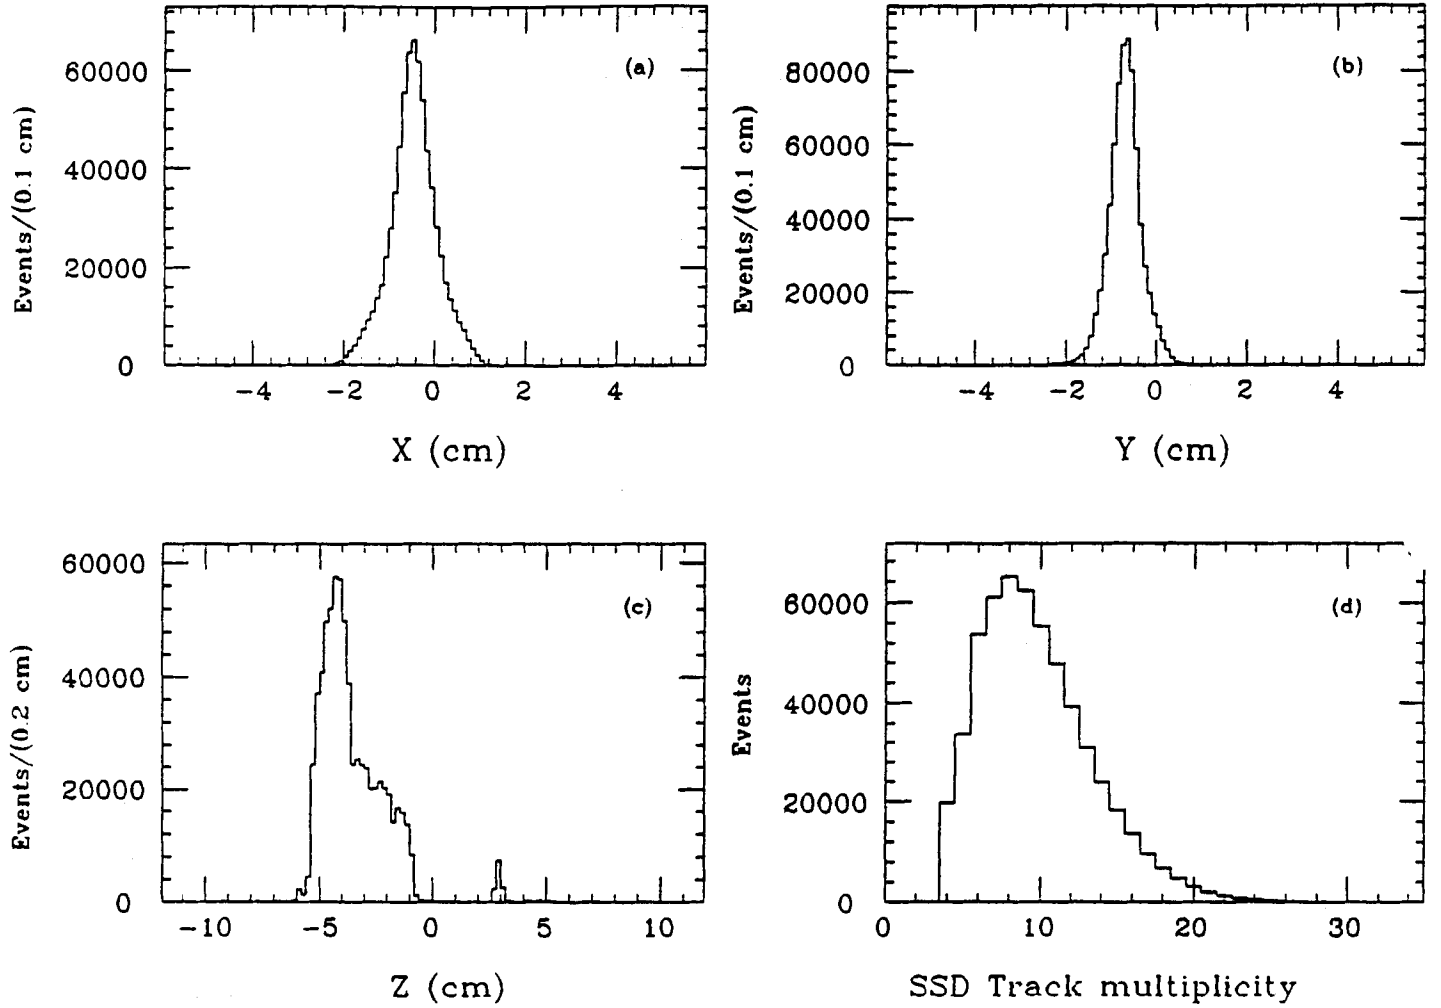 (a)
60000
40000
20000
0
Events/(0.1 cm)
−4 −2 0 2 4
X (cm)
(b)
80000
60000
40000
20000
0
Events/(0.1 cm)
−4 −2 0 2 4
Y (cm)
(c)
60000
40000
20000
0
Events/(0.2 cm)
−10 −5 0 5 10
Z (cm)
(d)
60000
40000
20000
0
Events
0 10 20 30
SSD Track multiplicity